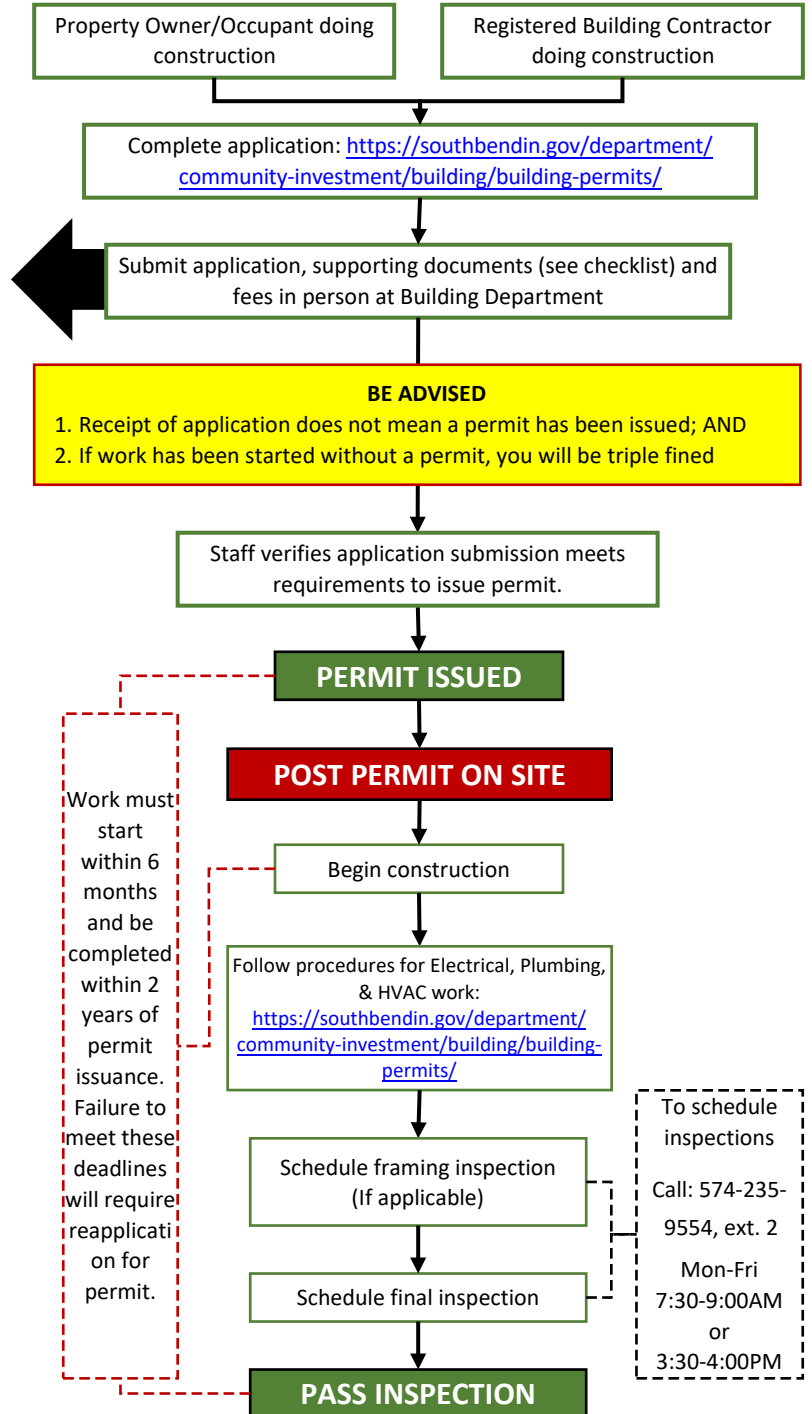 Property Owner/Occupant doing
construction
Registered Building Contractor
doing construction
Complete application: https://southbendin.gov/department/
community-investment/building/building-permits/
Submit application, supporting documents (see checklist) and
fees in person at Building Department
BE ADVISED
1. Receipt of application does not mean a permit has been issued; AND
2. If work has been started without a permit, you will be triple fined
Staff verifies application submission meets
requirements to issue permit.
PERMIT ISSUED
POST PERMIT ON SITE
Work must
start
within 6
months
and be
completed
within 2
years of
permit
issuance.
Failure to
meet these
deadlines
will require
reapplicati
on for
permit.
Begin construction
Follow procedures for Electrical, Plumbing,
& HVAC work:
https://southbendin.gov/department/
community-investment/building/building-
permits/
Schedule framing inspection
(If applicable)
Schedule final inspection
To schedule
inspections
Call: 574-235-
9554, ext. 2
Mon-Fri
7:30-9:00AM
or
3:30-4:00PM
PASS INSPECTION